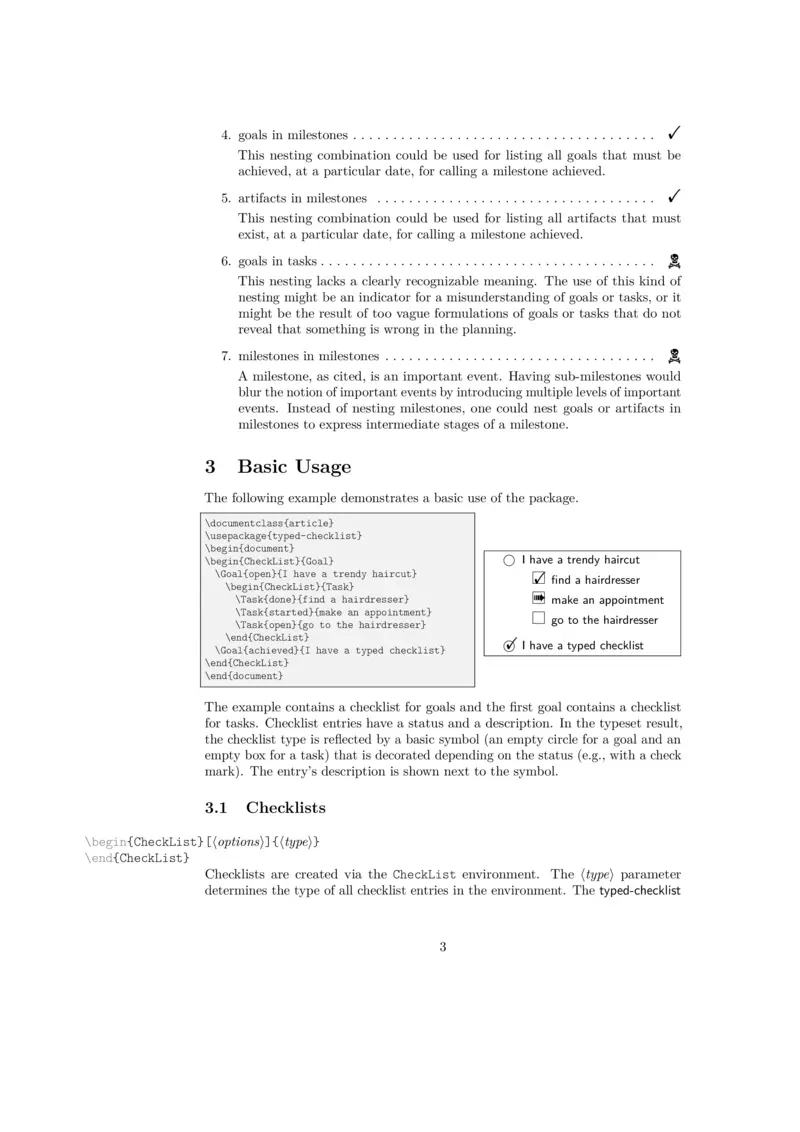 4. goals in milestones . . . . . . . . . . . . . . . . . . . . . . . . . . . . . . . . . . . . . . ✓
This nesting combination could be used for listing all goals that must be
achieved, at a particular date, for calling a milestone achieved.
5. artifacts in milestones . . . . . . . . . . . . . . . . . . . . . . . . . . . . . . . . . . . ✓
This nesting combination could be used for listing all artifacts that must
exist, at a particular date, for calling a milestone achieved.
6. goals in tasks . . . . . . . . . . . . . . . . . . . . . . . . . . . . . . . . . . . . . . . . . . ☠
This nesting lacks a clearly recognizable meaning. The use of this kind of
nesting might be an indicator for a misunderstanding of goals or tasks, or it
might be the result of too vague formulations of goals or tasks that do not
reveal that something is wrong in the planning.
7. milestones in milestones . . . . . . . . . . . . . . . . . . . . . . . . . . . . . . . . . . ☠
A milestone, as cited, is an important event. Having sub-milestones would
blur the notion of important events by introducing multiple levels of important
events. Instead of nesting milestones, one could nest goals or artifacts in
milestones to express intermediate stages of a milestone.
3 Basic Usage
The following example demonstrates a basic use of the package.
\documentclass{article}
\usepackage{typed-checklist}
\begin{document}
\begin{CheckList}{Goal}
\Goal{open}{I have a trendy haircut}
\begin{CheckList}{Task}
\Task{done}{find a hairdresser}
\Task{started}{make an appointment}
\Task{open}{go to the hairdresser}
\end{CheckList}
\Goal{achieved}{I have a typed checklist}
\end{CheckList}
\end{document}
I have a trendy haircut
find a hairdresser
make an appointment
go to the hairdresser
I have a typed checklist
The example contains a checklist for goals and the first goal contains a checklist
for tasks. Checklist entries have a status and a description. In the typeset result,
the checklist type is reflected by a basic symbol (an empty circle for a goal and an
empty box for a task) that is decorated depending on the status (e.g., with a check
mark). The entry's description is shown next to the symbol.
3.1 Checklists
\begin{CheckList}[⟨options⟩]{⟨type⟩}
\end{CheckList}
Checklists are created via the CheckList environment. The ⟨type⟩ parameter
determines the type of all checklist entries in the environment. The typed-checklist
3